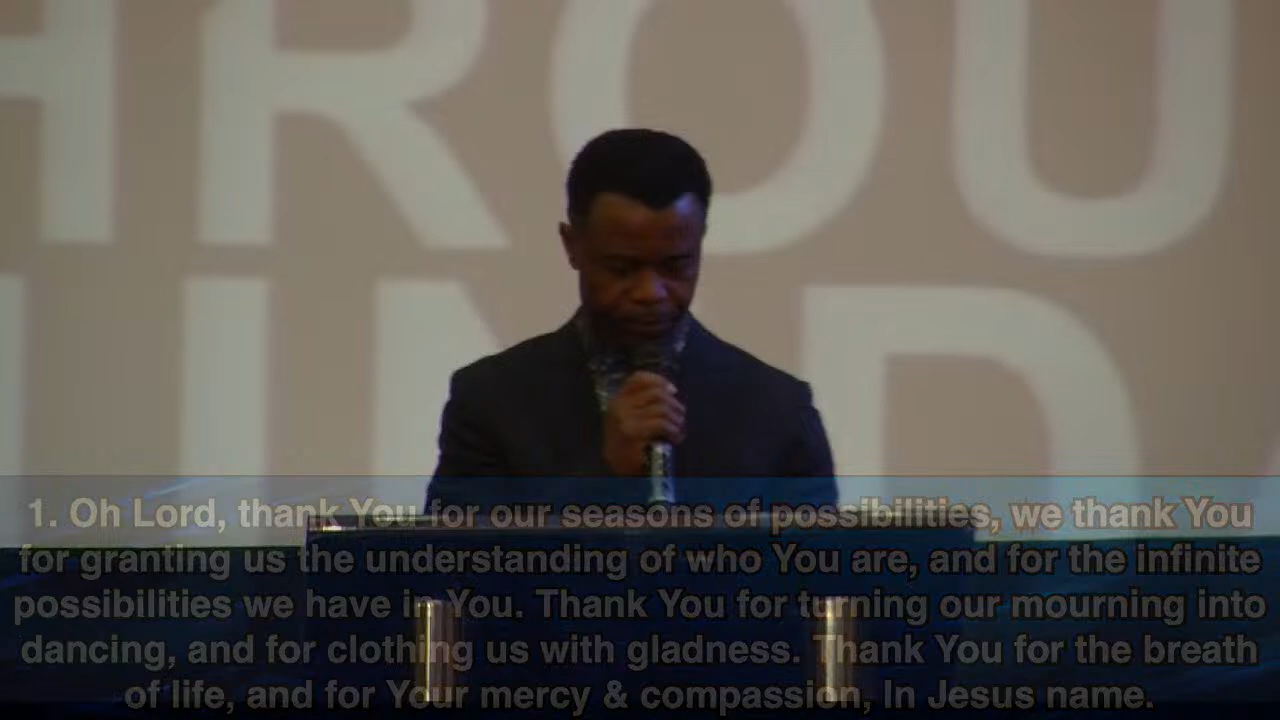 HROU
1. Oh Lord, thank You for our seasons of possibilities, we thank You
for granting us the understanding of who You are, and for the infinite
possibilities we have in You. Thank You for turning our mourning into
dancing, and for clothing us with gladness. Thank You for the breath
of life, and for Your mercy & compassion, In Jesus name.